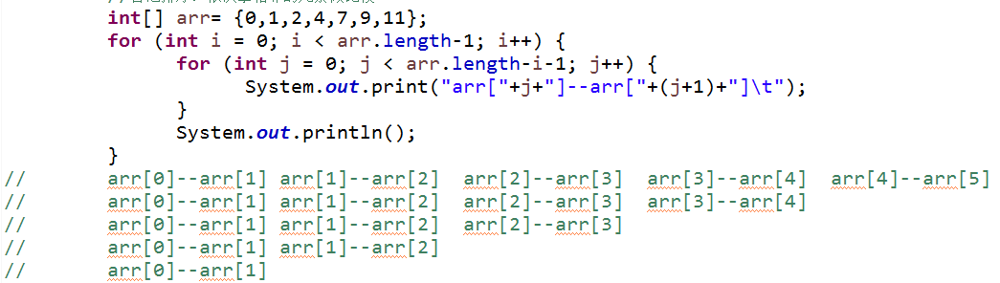 int[] arr= {0,1,2,4,7,9,11};
for (int i = 0; i < arr.length-1; i++) {
for (int j = 0; j < arr.length-i-1; j++) {
System.out.print("arr["+j+"]--arr["+(j+1)+"]\t");
}
System.out.println();
}
// arr[0]--arr[1] arr[1]--arr[2] arr[2]--arr[3] arr[3]--arr[4] arr[4]--arr[5]
// arr[0]--arr[1] arr[1]--arr[2] arr[2]--arr[3] arr[3]--arr[4]
// arr[0]--arr[1] arr[1]--arr[2] arr[2]--arr[3]
// arr[0]--arr[1] arr[1]--arr[2]
// arr[0]--arr[1]